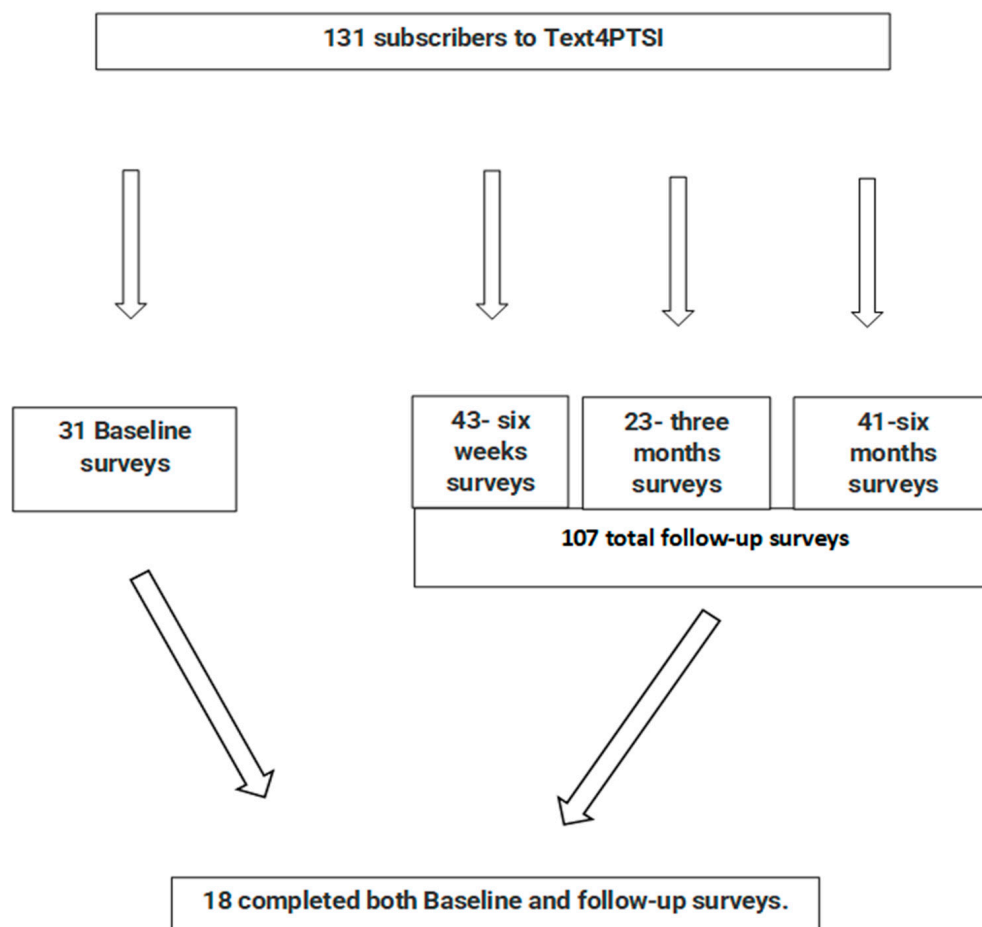 131 subscribers to Text4PTSI
31 Baseline
surveys
43- six
weeks
surveys
23- three
months
surveys
41-six
months
surveys
107 total follow-up surveys
18 completed both Baseline and follow-up surveys.